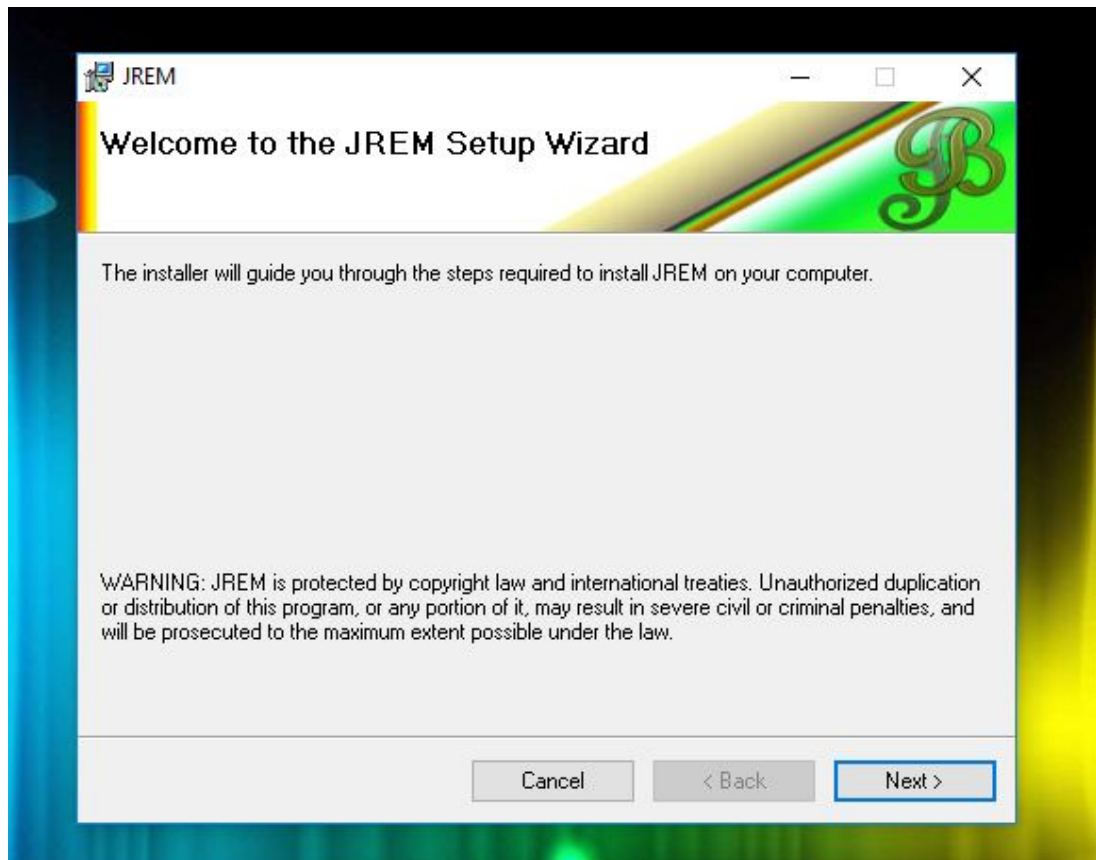 JREM
Welcome to the JREM Setup Wizard
JB
The installer will guide you through the steps required to install JREM on your computer.
WARNING: JREM is protected by copyright law and international treaties. Unauthorized duplication
or distribution of this program, or any portion of it, may result in severe civil or criminal penalties, and
will be prosecuted to the maximum extent possible under the law.
Cancel
< Back
Next >